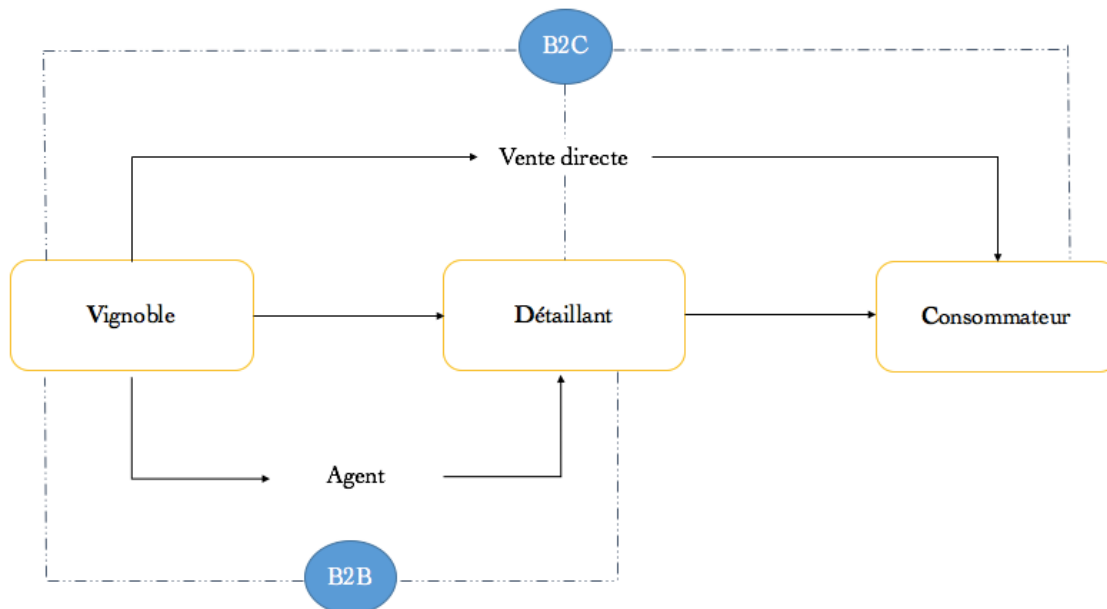 B2C
Vente directe
Vignoble
Détaillant
Consommateur
Agent
B2B